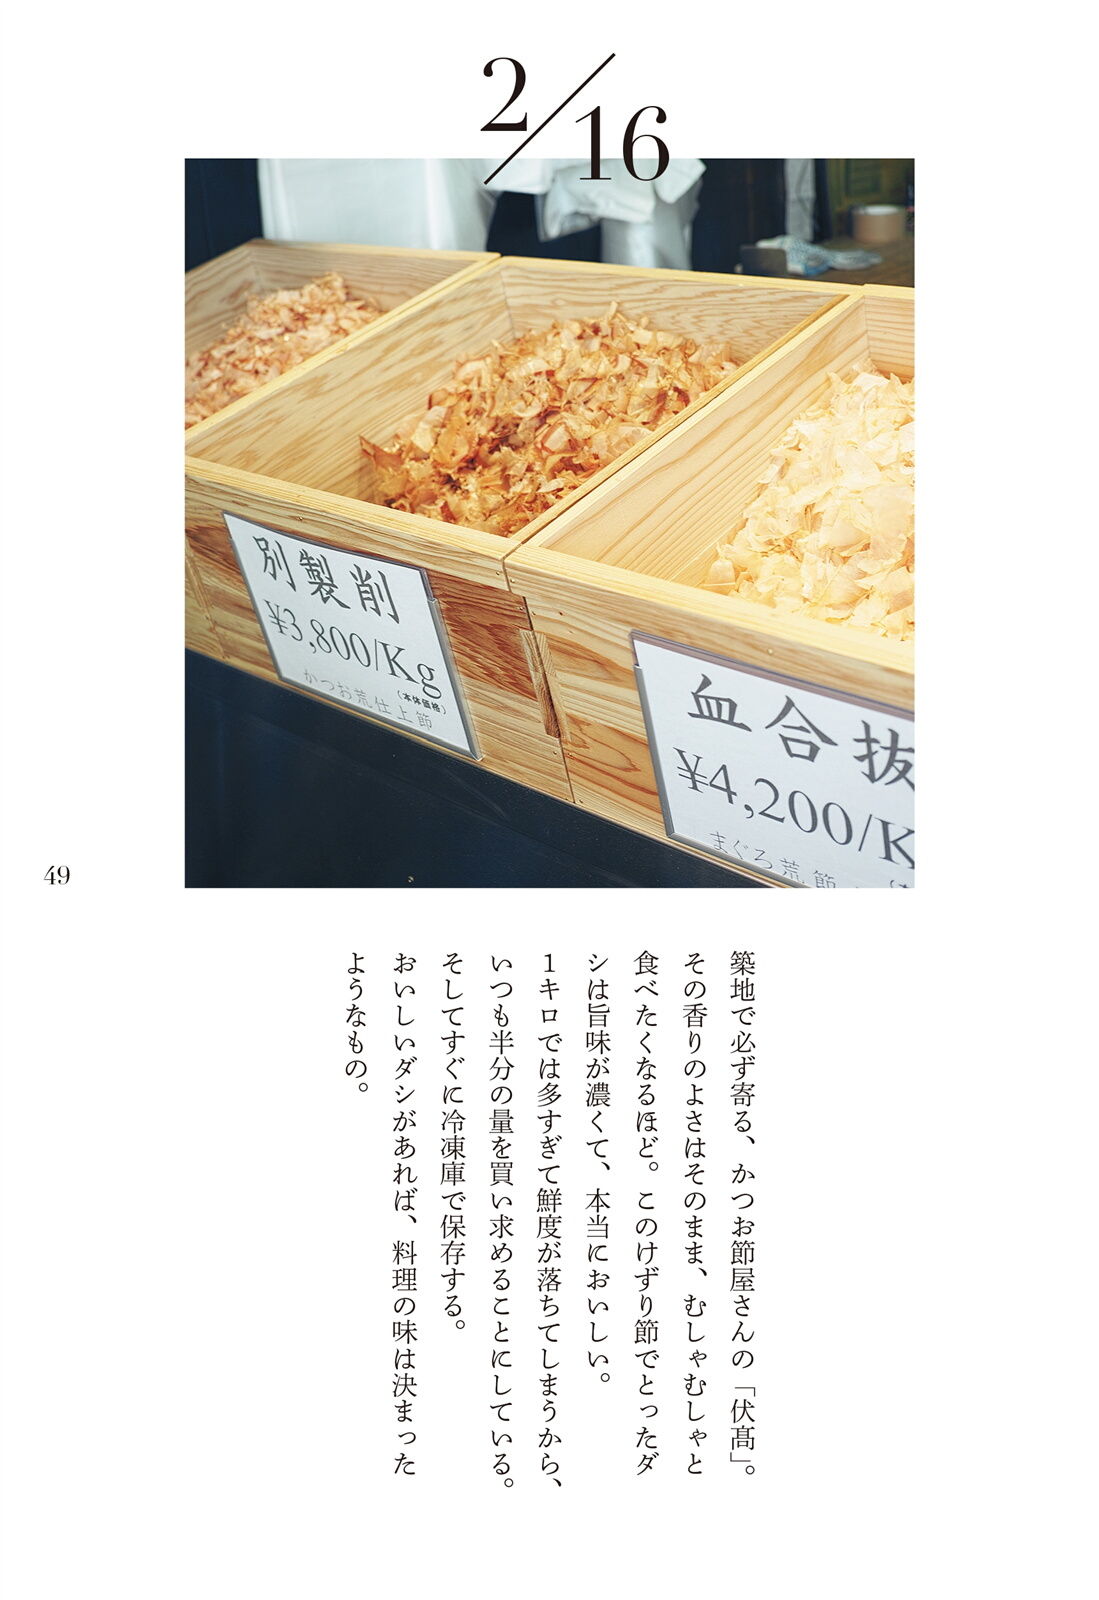 2/16
別製削
¥3,800/Kg
(本体価格)
かつお荒仕上節
血合抜
¥4,200/K
まぐろ荒節
49
築地で必ず寄る、かつお節屋さんの「伏髙」。
その香りのよさはそのまま、むしゃむしゃと
食べたくなるほど。このけずり節でとったダ
シは旨味が濃くて、本当においしい。
1キロでは多すぎて鮮度が落ちてしまうから、
いつも半分の量を買い求めることにしている。
そしてすぐに冷凍庫で保存する。
おいしいダシがあれば、料理の味は決まった
ようなもの。